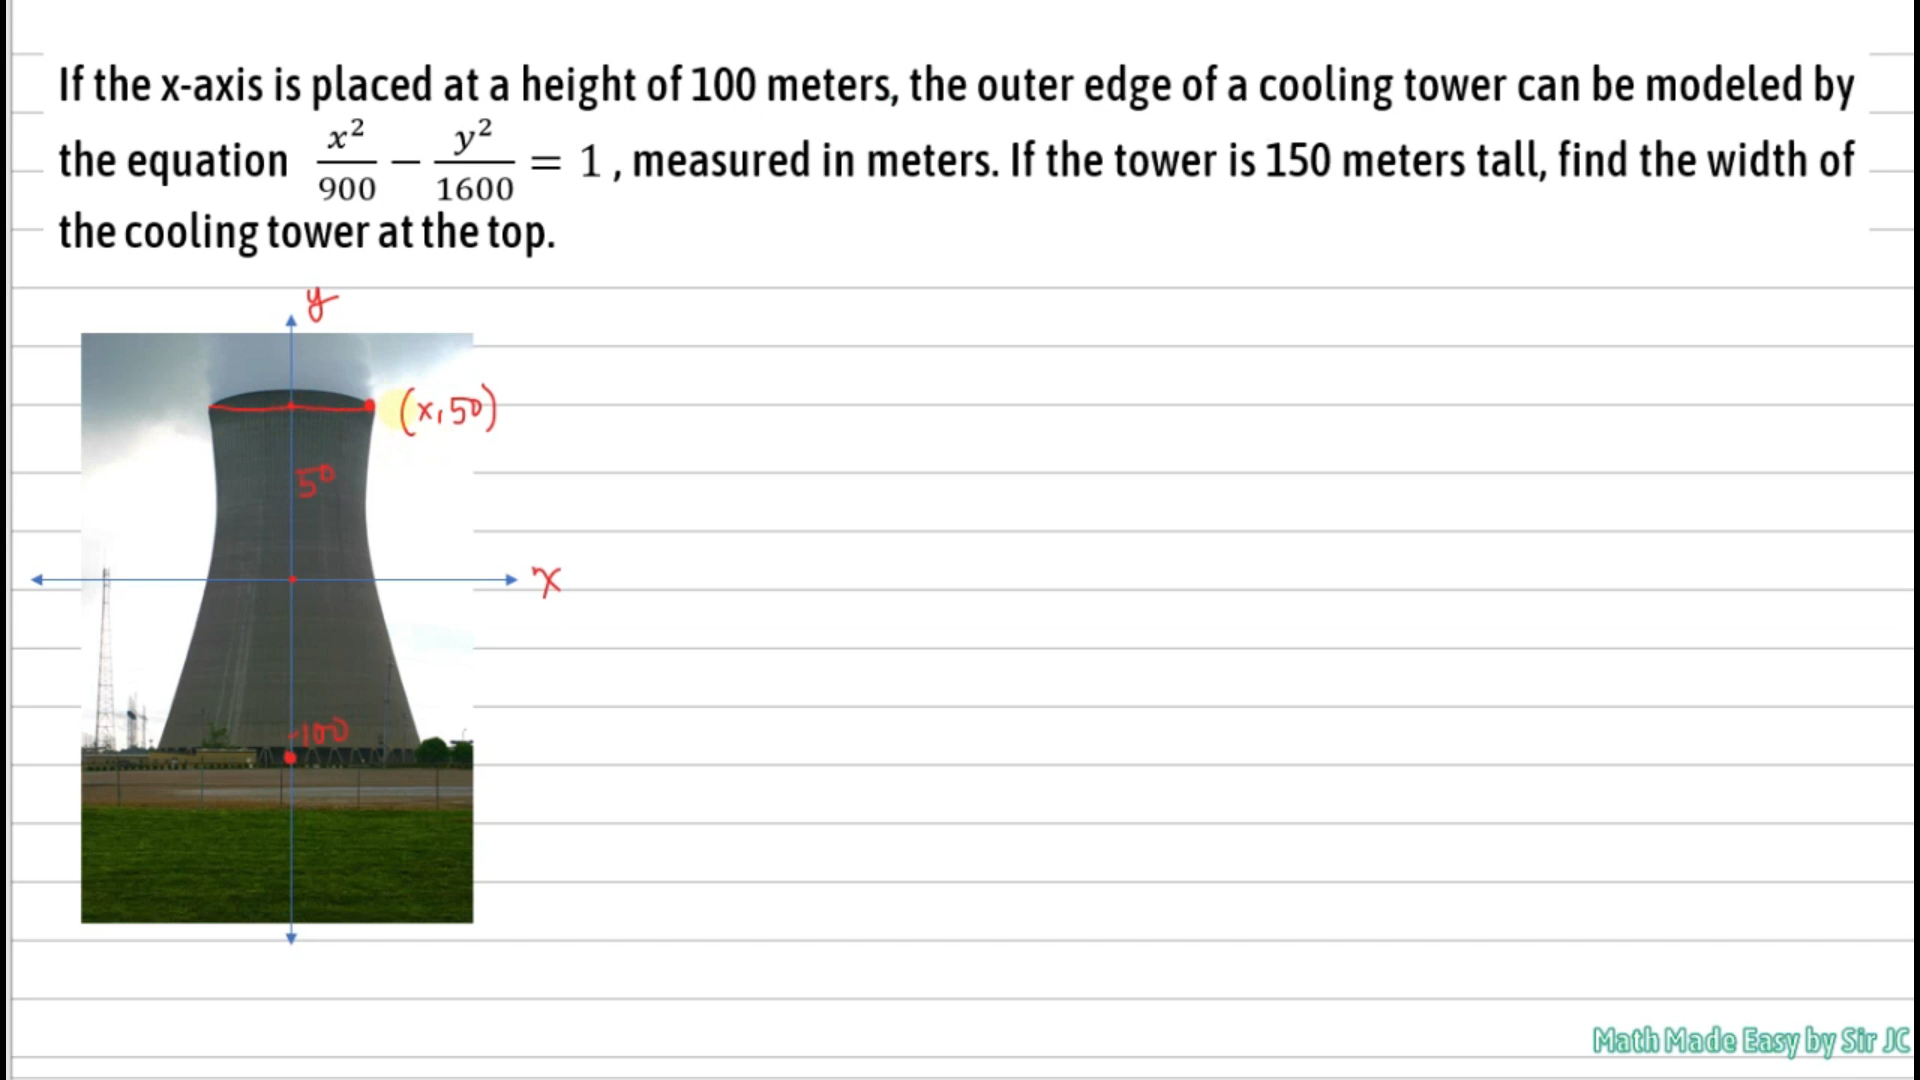 If the x-axis is placed at a height of 100 meters, the outer edge of a cooling tower can be modeled by
the equation x²/900 − y²/1600 = 1 , measured in meters. If the tower is 150 meters tall, find the width of
the cooling tower at the top.
y
(x, 50)
50
x
-100
Math Made Easy by Sir JC